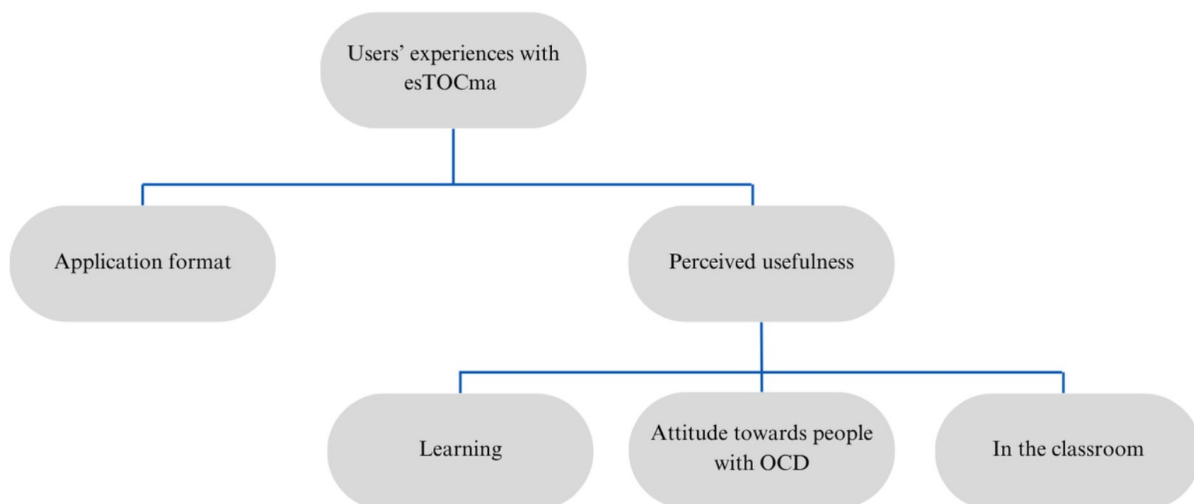 Users’ experiences with
esTOCma
Application format
Perceived usefulness
Learning
Attitude towards people
with OCD
In the classroom